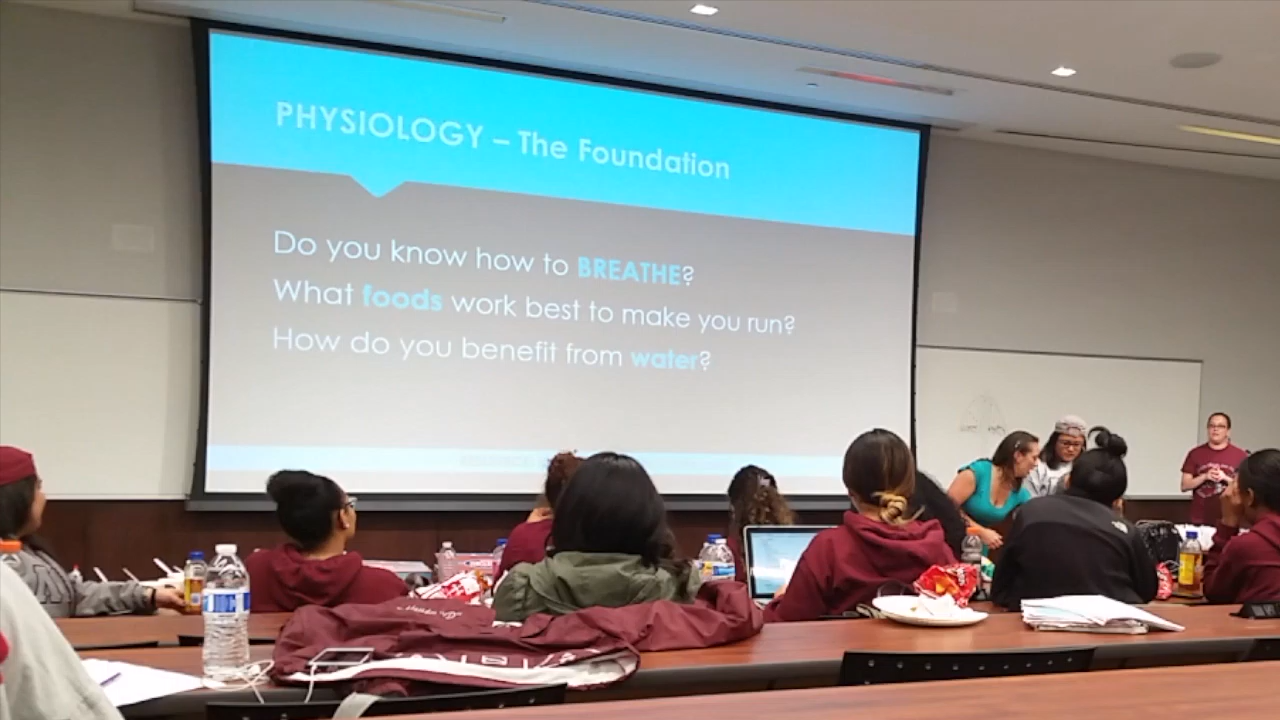 PHYSIOLOGY – The Foundation
Do you know how to BREATHE?
What foods work best to make you run?
How do you benefit from water?